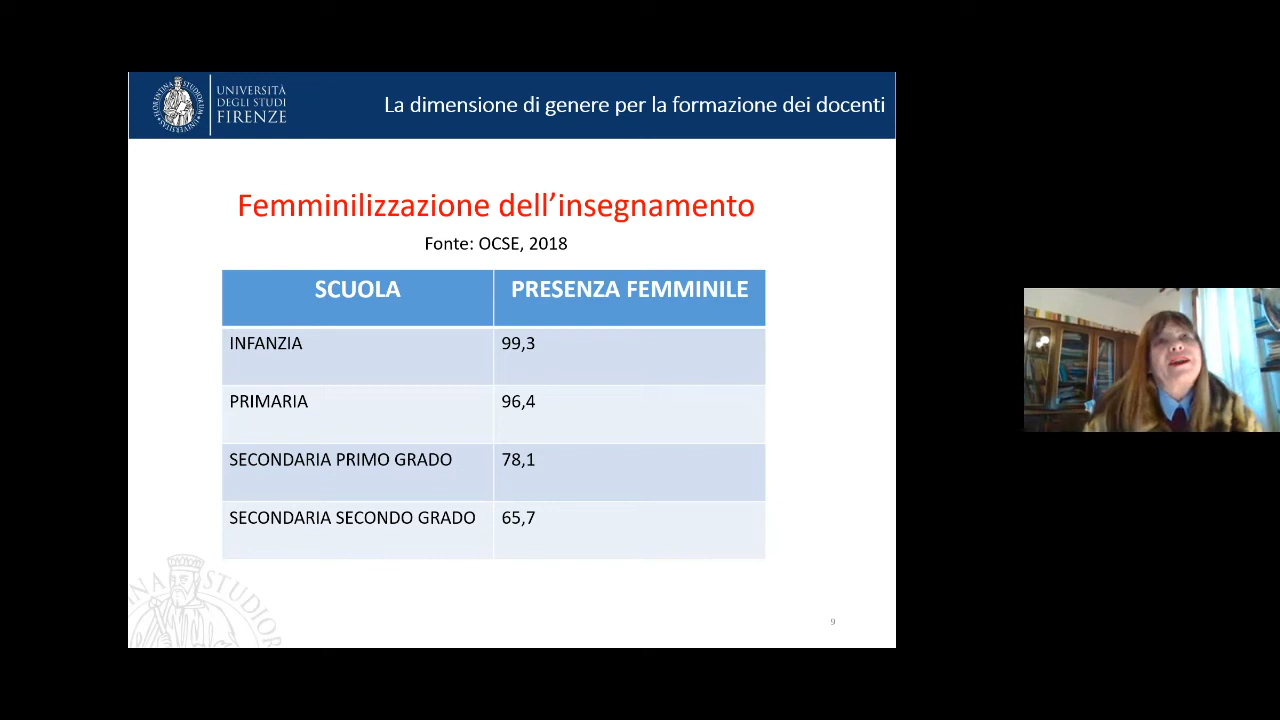 UNIVERSITÀ
DEGLI STUDI
FIRENZE
La dimensione di genere per la formazione dei docenti
Femminilizzazione dell’insegnamento
Fonte: OCSE, 2018
SCUOLA PRESENZA FEMMINILE
INFANZIA 99,3
PRIMARIA 96,4
SECONDARIA PRIMO GRADO 78,1
SECONDARIA SECONDO GRADO 65,7
9